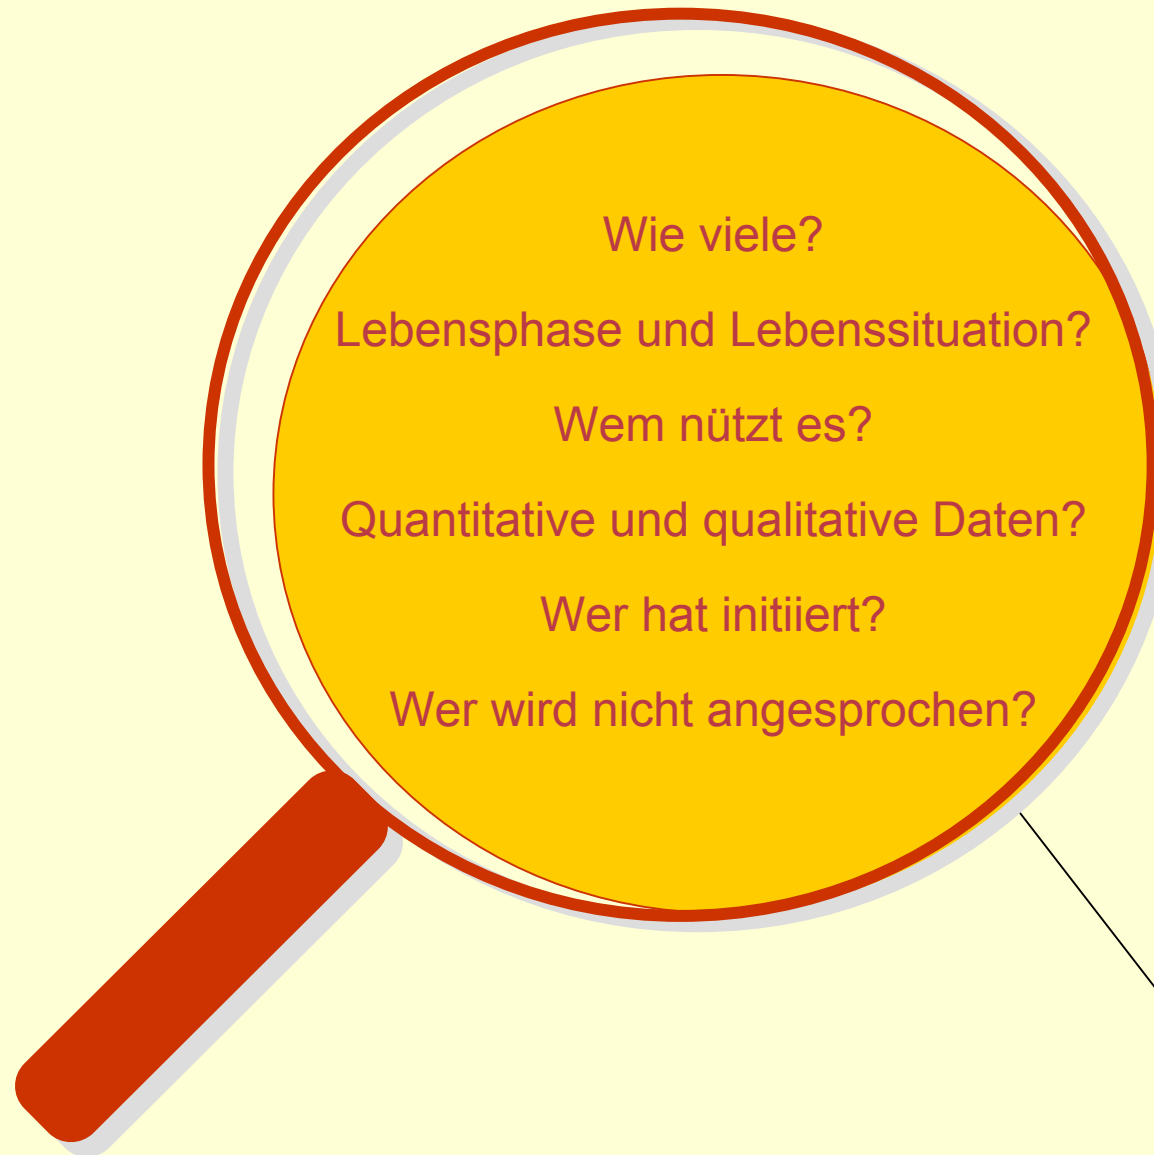 Wie viele?
Lebensphase und Lebenssituation?
Wem nützt es?
Quantitative und qualitative Daten?
Wer hat initiiert?
Wer wird nicht angesprochen?